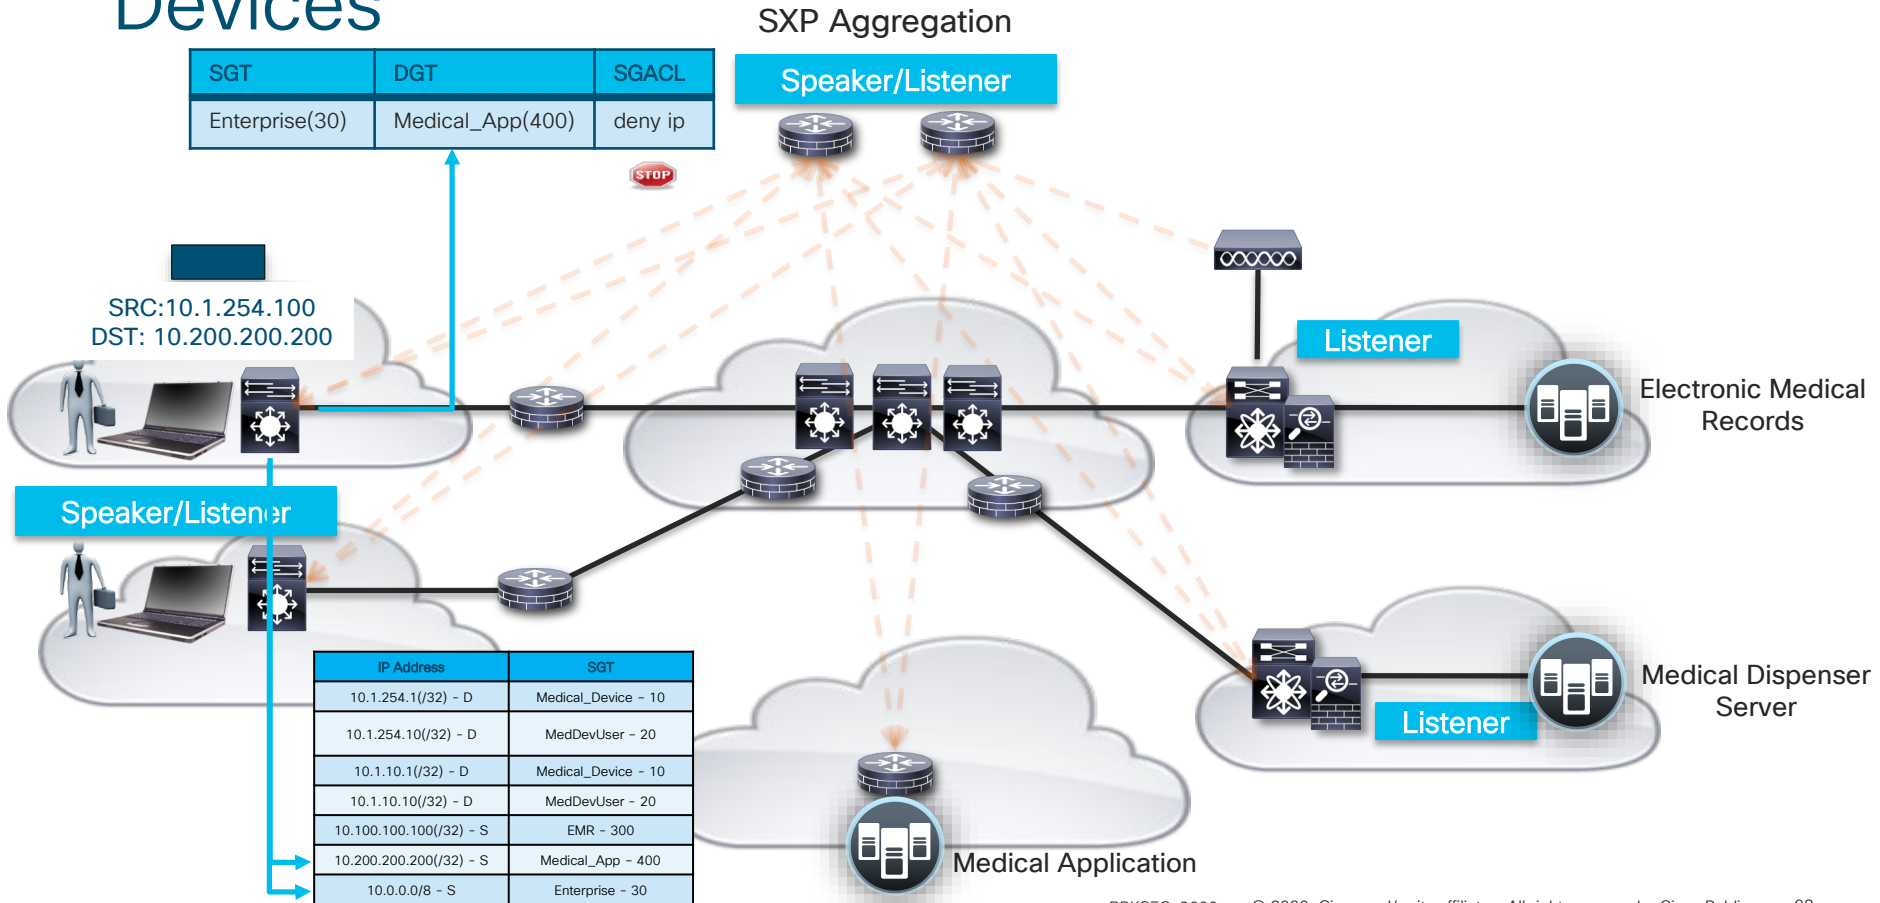 Devices
SXP Aggregation
SGT DGT SGACL
Enterprise(30) Medical_App(400) deny ip
STOP
Speaker/Listener
SRC:10.1.254.100
DST: 10.200.200.200
Listener
Electronic Medical
Records
Speaker/Listener
IP Address SGT
10.1.254.1(/32) - D Medical_Device - 10
10.1.254.10(/32) - D MedDevUser - 20
10.1.10.1(/32) - D Medical_Device - 10
10.1.10.10(/32) - D MedDevUser - 20
10.100.100.100(/32) - S EMR - 300
10.200.200.200(/32) - S Medical_App - 400
10.0.0.0/8 - S Enterprise - 30
Medical Application
Medical Dispenser
Server
Listener